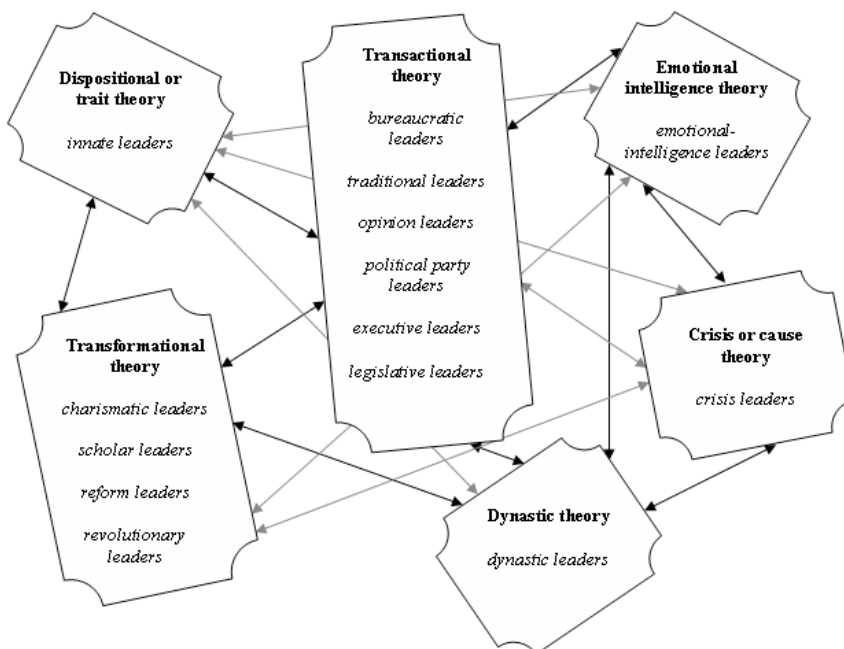 Dispositional or
trait theory
innate leaders
Transactional
theory
bureaucratic
leaders
traditional leaders
opinion leaders
political party
leaders
executive leaders
legislative leaders
Emotional
intelligence theory
emotional-
intelligence leaders
Transformational
theory
charismatic leaders
scholar leaders
reform leaders
revolutionary
leaders
Crisis or cause
theory
crisis leaders
Dynastic theory
dynastic leaders